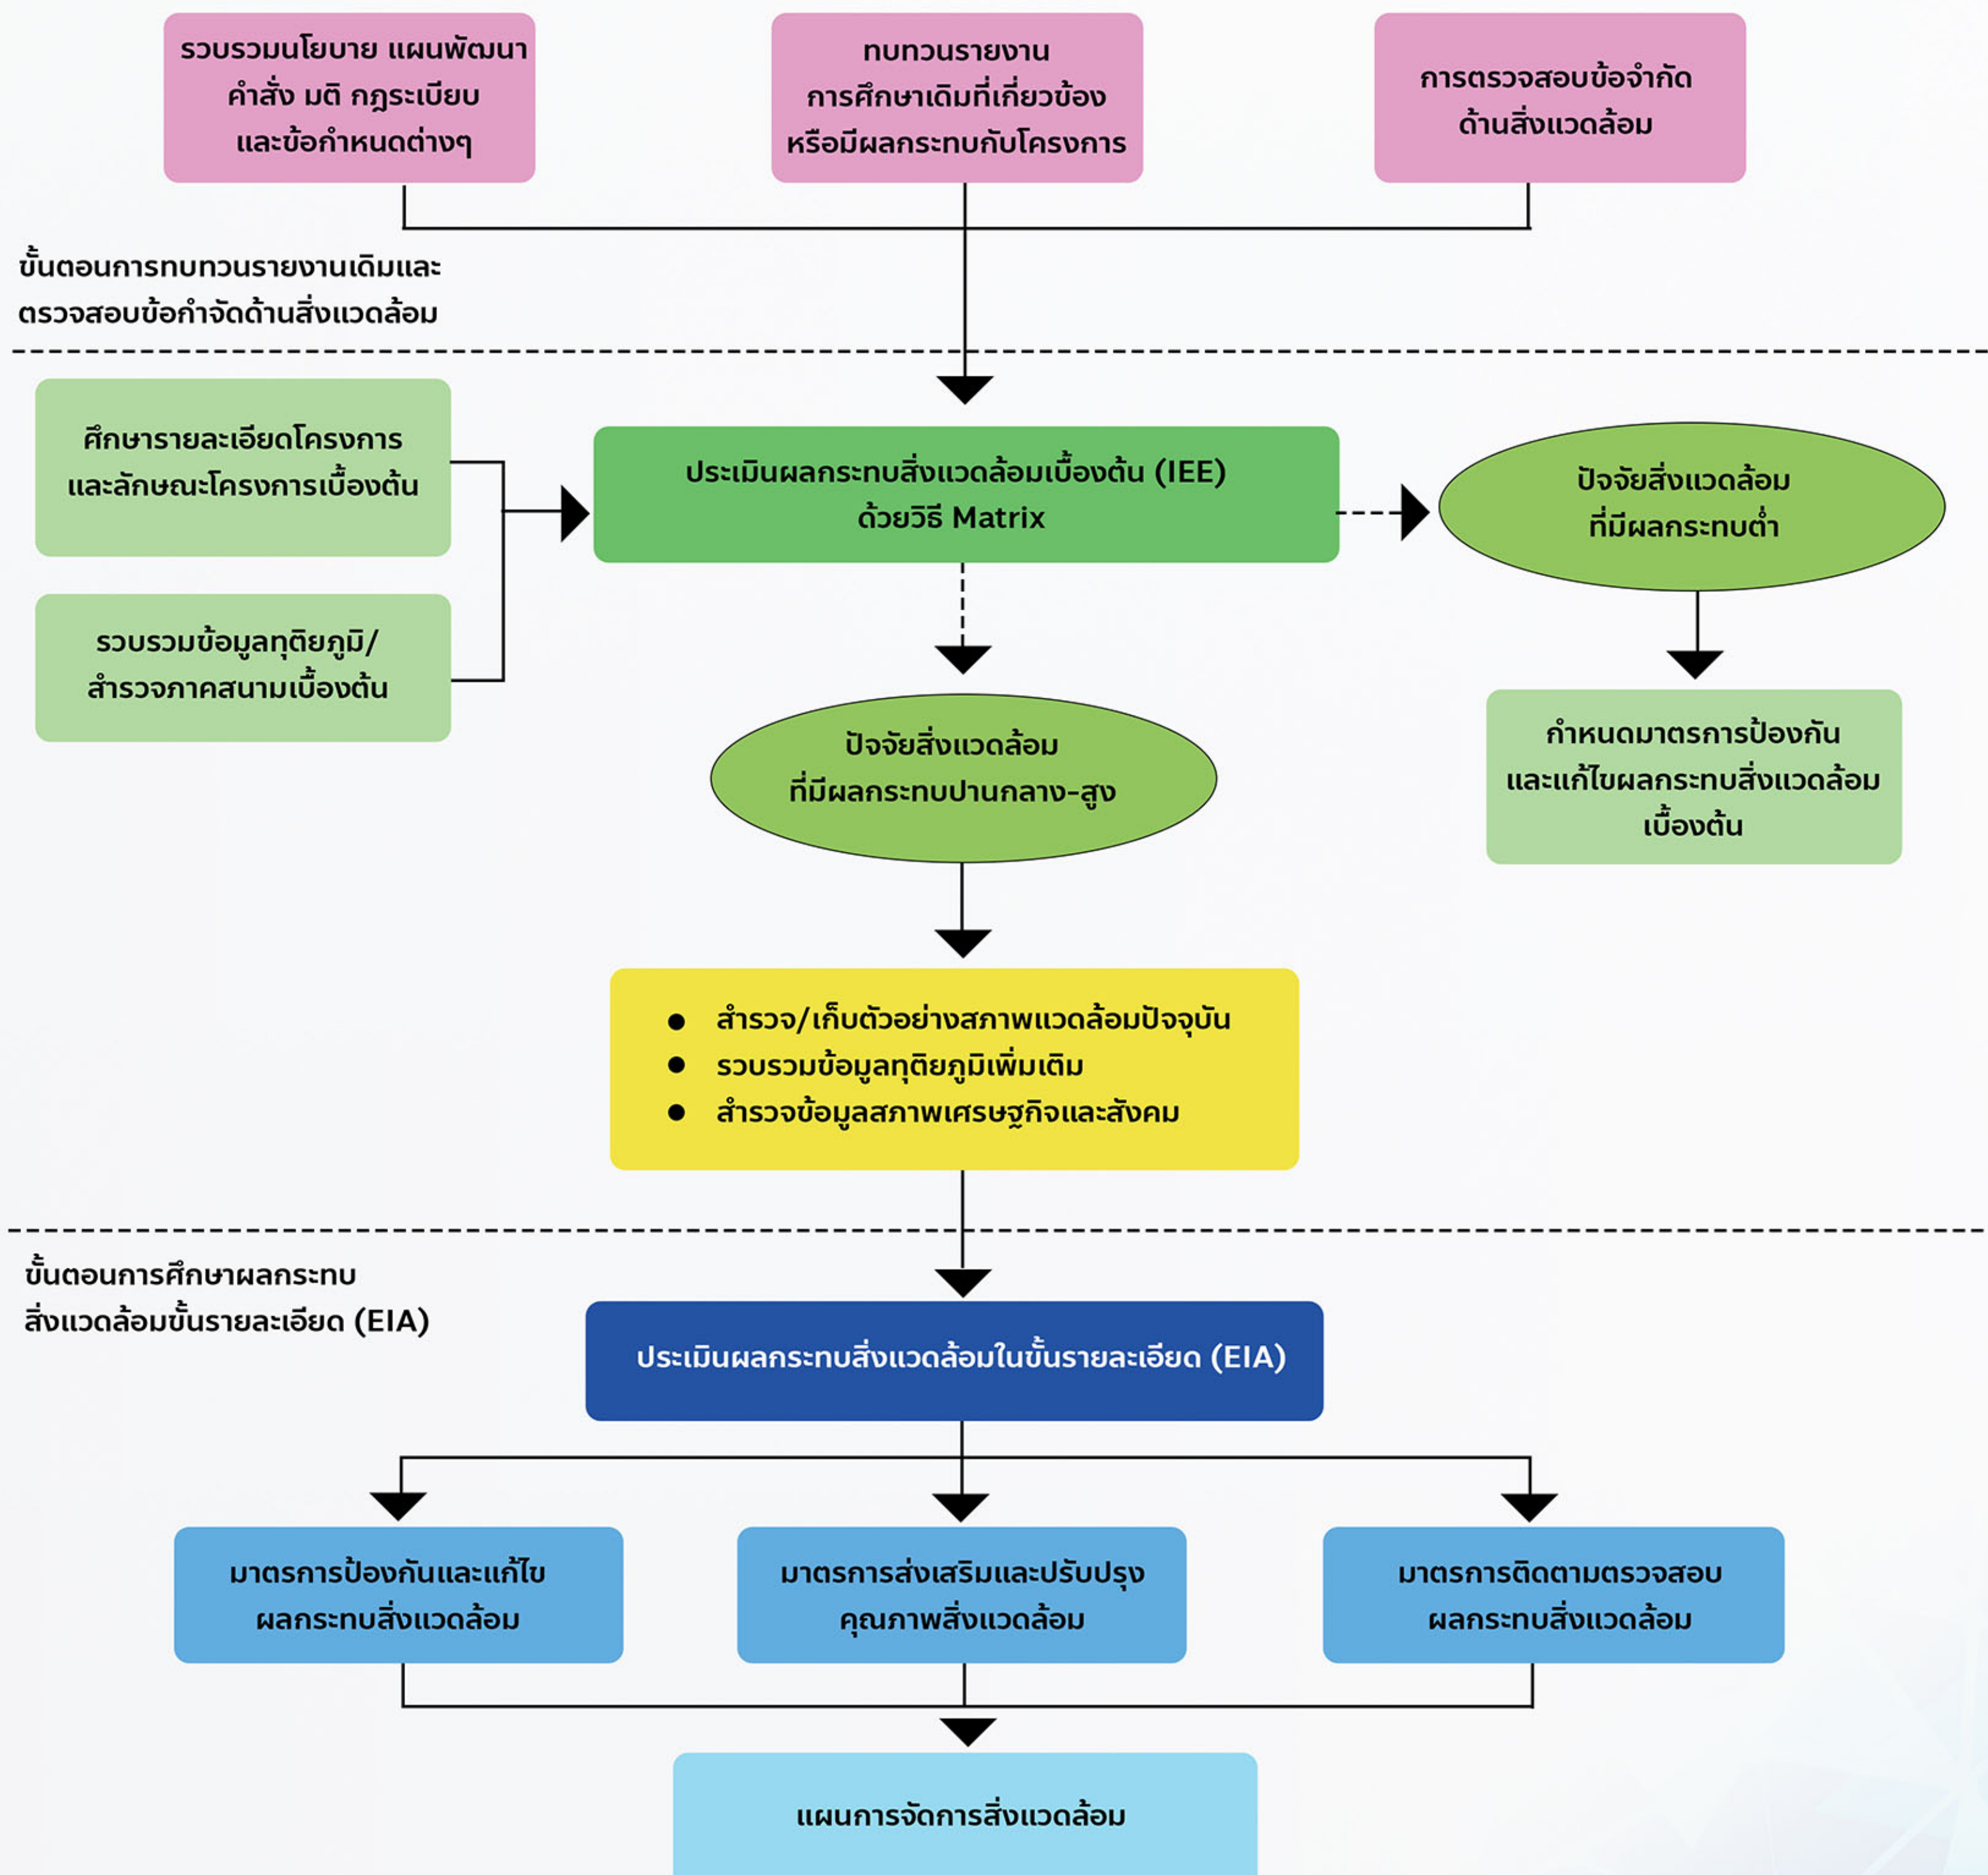 รวบรวมนโยบาย แผนพัฒนา
คำสั่ง มติ กฎระเบียบ
และข้อกำหนดต่างๆ
ทบทวนรายงาน
การศึกษาเดิมที่เกี่ยวข้อง
หรือมีผลกระทบกับโครงการ
การตรวจสอบข้อจำกัด
ด้านสิ่งแวดล้อม
ขั้นตอนการทบทวนรายงานเดิมและ
ตรวจสอบข้อกำจัดด้านสิ่งแวดล้อม
ศึกษารายละเอียดโครงการ
และลักษณะโครงการเบื้องต้น
ประเมินผลกระทบสิ่งแวดล้อมเบื้องต้น (IEE)
ด้วยวิธี Matrix
ปัจจัยสิ่งแวดล้อม
ที่มีผลกระทบต่ำ
รวบรวมข้อมูลทุติยภูมิ/
สำรวจภาคสนามเบื้องต้น
ปัจจัยสิ่งแวดล้อม
ที่มีผลกระทบปานกลาง-สูง
กำหนดมาตรการป้องกัน
และแก้ไขผลกระทบสิ่งแวดล้อม
เบื้องต้น
● สำรวจ/เก็บตัวอย่างสภาพแวดล้อมปัจจุบัน
● รวบรวมข้อมูลทุติยภูมิเพิ่มเติม
● สำรวจข้อมูลสภาพเศรษฐกิจและสังคม
ขั้นตอนการศึกษาผลกระทบ
สิ่งแวดล้อมขั้นรายละเอียด (EIA)
ประเมินผลกระทบสิ่งแวดล้อมในขั้นรายละเอียด (EIA)
มาตรการป้องกันและแก้ไข
ผลกระทบสิ่งแวดล้อม
มาตรการส่งเสริมและปรับปรุง
คุณภาพสิ่งแวดล้อม
มาตรการติดตามตรวจสอบ
ผลกระทบสิ่งแวดล้อม
แผนการจัดการสิ่งแวดล้อม